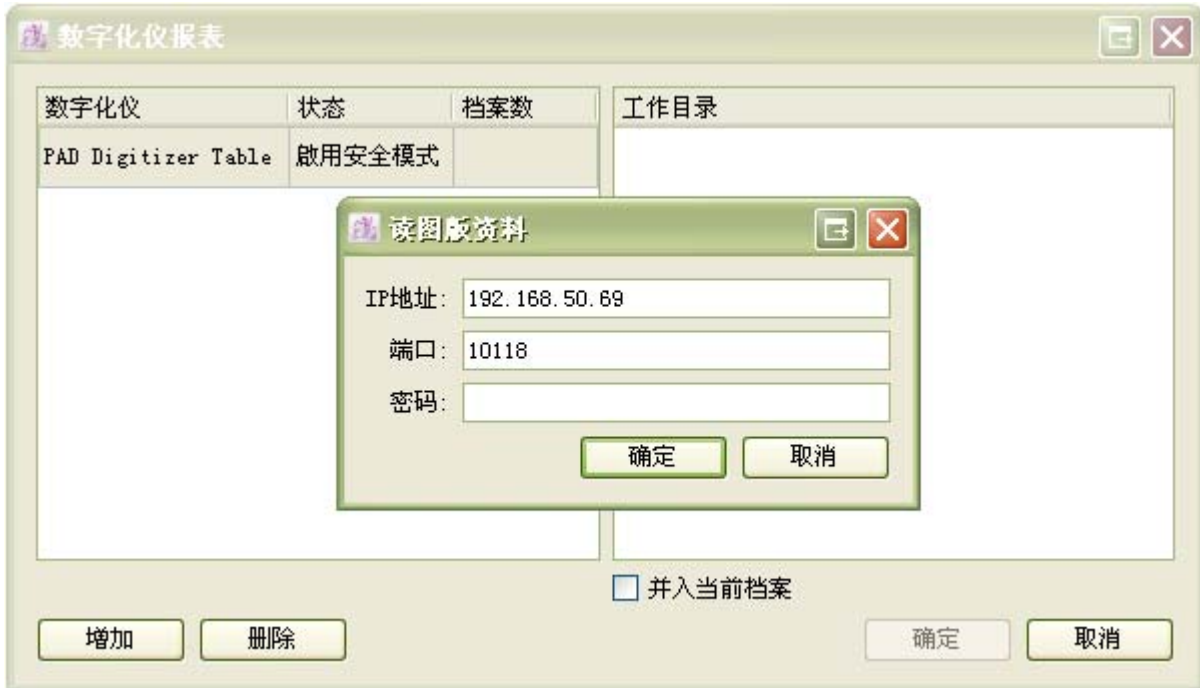 数字化仪报表
数字化仪 状态 档案数 工作目录
PAD Digitizer Table 啟用安全模式
读图版资料
IP地址: 192.168.50.69
端口: 10118
密码:
确定 取消
并入当前档案
增加 删除 确定 取消